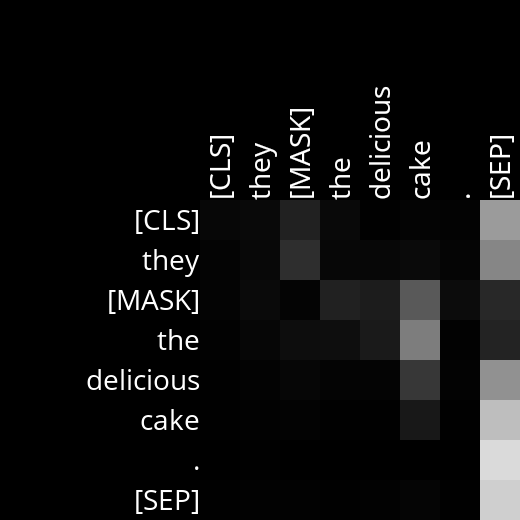 [CLS] they [MASK] the delicious cake . [SEP]
[CLS]
they
[MASK]
the
delicious
cake
.
[SEP]